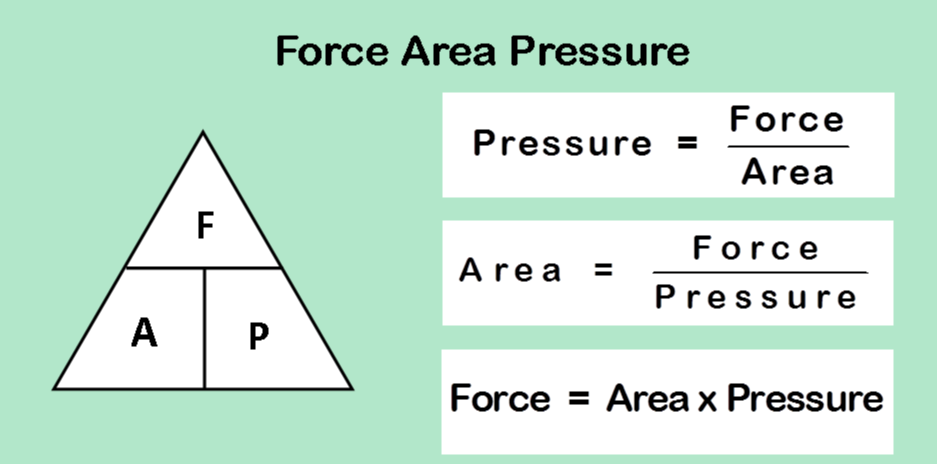 Force Area Pressure
F
A P
Pressure = Force
Area
Area = Force
Pressure
Force = Area x Pressure